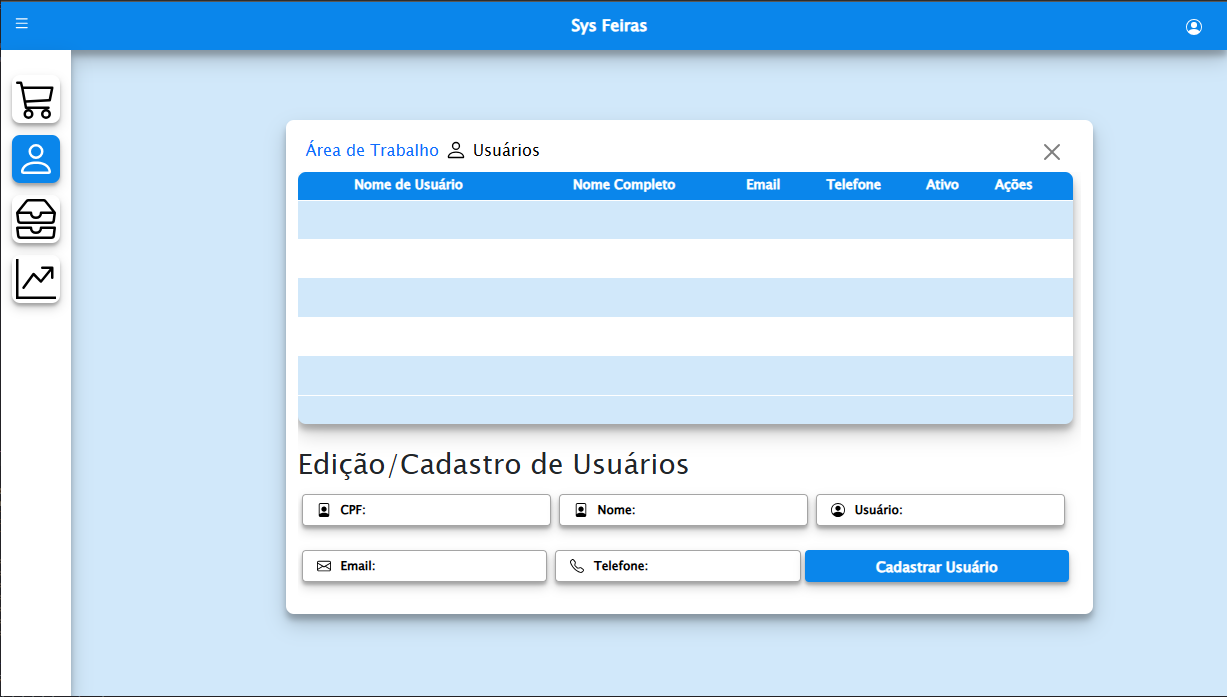 Sys Feiras
Área de Trabalho Usuários
Nome de Usuário Nome Completo Email Telefone Ativo Ações
Edição/Cadastro de Usuários
CPF: Nome: Usuário:
Email: Telefone: Cadastrar Usuário